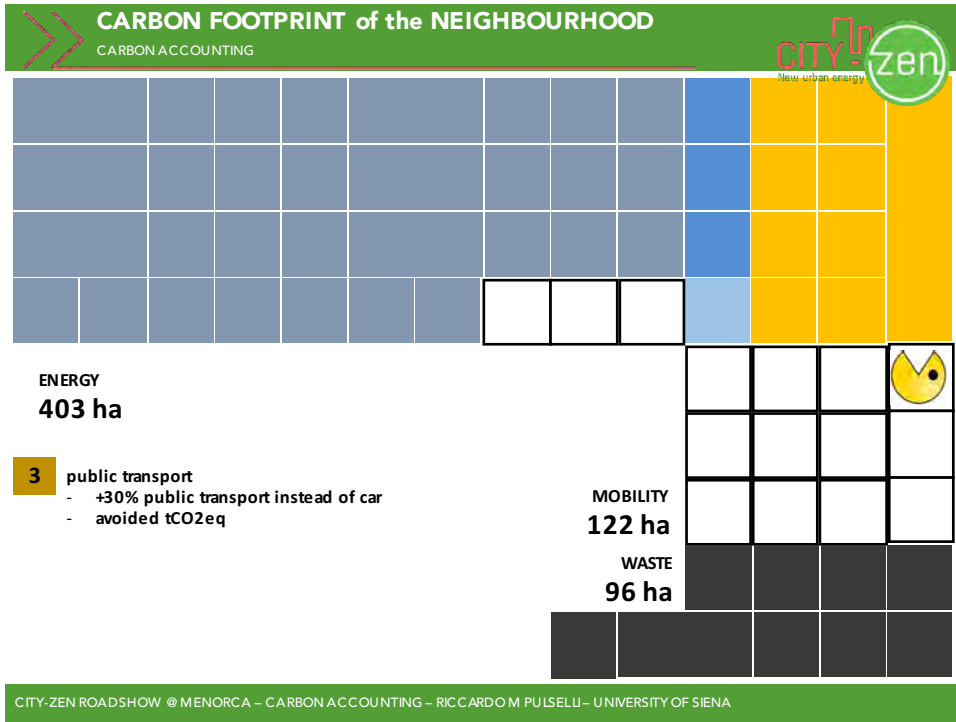 CARBON FOOTPRINT of the NEIGHBOURHOOD
CARBON ACCOUNTING
CITY-zen
New urban energy
ENERGY
403 ha
3 public transport
- +30% public transport instead of car
- avoided tCO2eq
MOBILITY
122 ha
WASTE
96 ha
CITY-ZEN ROADSHOW @ MENORCA – CARBON ACCOUNTING – RICCARDO M PULSELLI – UNIVERSITY OF SIENA